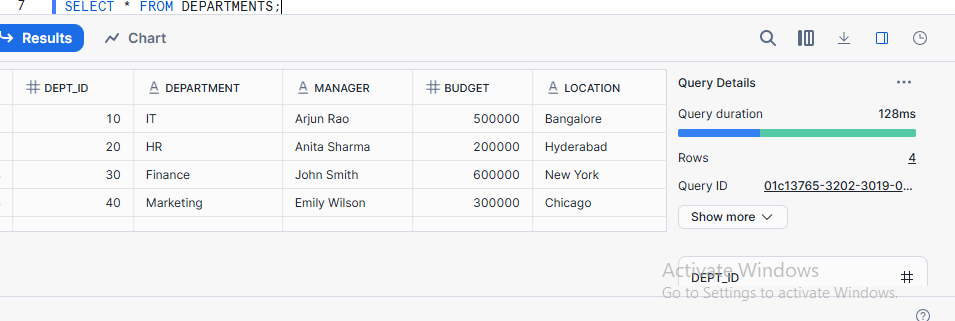 7 SELECT * FROM DEPARTMENTS;
Results Chart
DEPT_ID DEPARTMENT MANAGER BUDGET LOCATION
10 IT Arjun Rao 500000 Bangalore
20 HR Anita Sharma 200000 Hyderabad
30 Finance John Smith 600000 New York
40 Marketing Emily Wilson 300000 Chicago
Query Details
Query duration 128ms
Rows 4
Query ID 01c13765-3202-3019-0...
Show more
DEPT_ID
Activate Windows
Go to Settings to activate Windows.